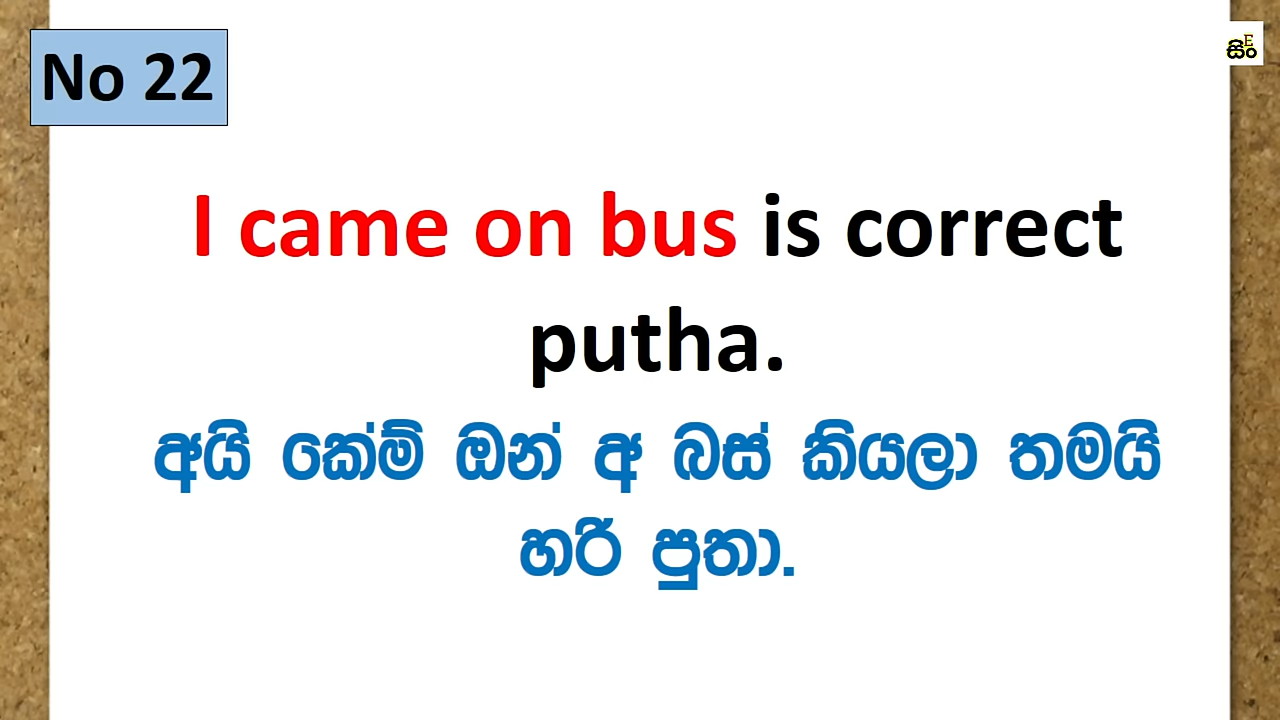 No 22
සිං
E
I came on bus is correct
putha.
අයි කේම් ඔන් අ බස් කියලා තමයි
හරි පුතා.